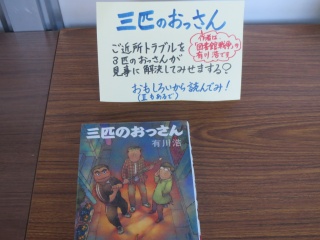 三匹のおっさん
作者は
「図書館戦争」の
有川浩です
ご近所トラブルを
3匹のおっさんが
見事に解決してみせまする?
おもしろいから読んでみ!
三匹のおっさん
有川浩